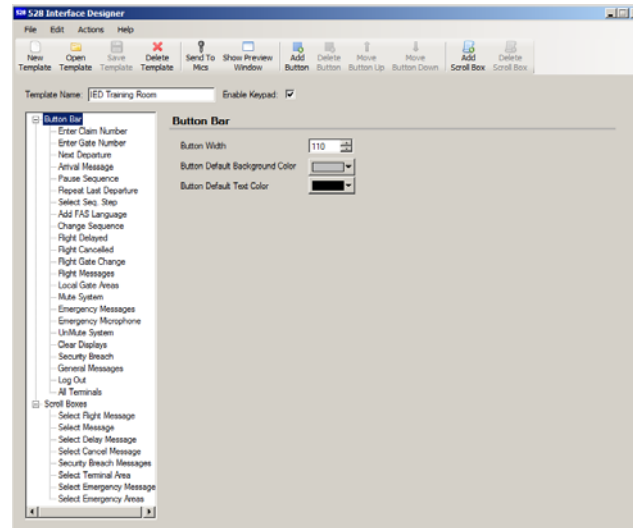 528 528 Interface Designer
File Edit Actions Help
New Template Open Template Save Template Delete Template Send To Mics Show Preview Window Add Button Delete Button Move Button Up Move Button Down Add Scroll Box Delete Scroll Box
Template Name: IED Training Room Enable Keypad:
Button Bar
Enter Claim Number
Enter Gate Number
Next Departure
Arrival Message
Pause Sequence
Repeat Last Departure
Select Seq. Step
Add FAS Language
Change Sequence
Flight Delayed
Flight Cancelled
Flight Gate Change
Flight Messages
Local Gate Areas
Mute System
Emergency Messages
Emergency Microphone
UnMute System
Clear Displays
Security Breach
General Messages
Log Out
All Terminals
Scroll Boxes
Select Flight Message
Select Message
Select Delay Message
Select Cancel Message
Security Breach Messages
Select Terminal Area
Select Emergency Message
Select Emergency Areas
Button Bar
Button Width 110
Button Default Background Color
Button Default Text Color